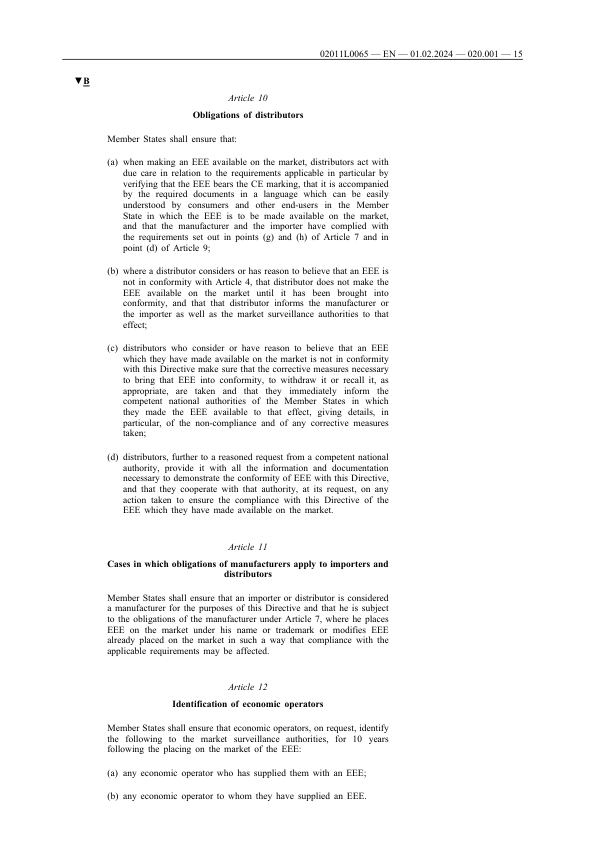 02011L0065 — EN — 01.02.2024 — 020.001 — 15
▼B
Article 10
Obligations of distributors
Member States shall ensure that:
(a) when making an EEE available on the market, distributors act with
due care in relation to the requirements applicable in particular by
verifying that the EEE bears the CE marking, that it is accompanied
by the required documents in a language which can be easily
understood by consumers and other end-users in the Member
State in which the EEE is to be made available on the market,
and that the manufacturer and the importer have complied with
the requirements set out in points (g) and (h) of Article 7 and in
point (d) of Article 9;
(b) where a distributor considers or has reason to believe that an EEE is
not in conformity with Article 4, that distributor does not make the
EEE available on the market until it has been brought into
conformity, and that that distributor informs the manufacturer or
the importer as well as the market surveillance authorities to that
effect;
(c) distributors who consider or have reason to believe that an EEE
which they have made available on the market is not in conformity
with this Directive make sure that the corrective measures necessary
to bring that EEE into conformity, to withdraw it or recall it, as
appropriate, are taken and that they immediately inform the
competent national authorities of the Member States in which
they made the EEE available to that effect, giving details, in
particular, of the non-compliance and of any corrective measures
taken;
(d) distributors, further to a reasoned request from a competent national
authority, provide it with all the information and documentation
necessary to demonstrate the conformity of EEE with this Directive,
and that they cooperate with that authority, at its request, on any
action taken to ensure the compliance with this Directive of the
EEE which they have made available on the market.
Article 11
Cases in which obligations of manufacturers apply to importers and
distributors
Member States shall ensure that an importer or distributor is considered
a manufacturer for the purposes of this Directive and that he is subject
to the obligations of the manufacturer under Article 7, where he places
EEE on the market under his name or trademark or modifies EEE
already placed on the market in such a way that compliance with the
applicable requirements may be affected.
Article 12
Identification of economic operators
Member States shall ensure that economic operators, on request, identify
the following to the market surveillance authorities, for 10 years
following the placing on the market of the EEE:
(a) any economic operator who has supplied them with an EEE;
(b) any economic operator to whom they have supplied an EEE.